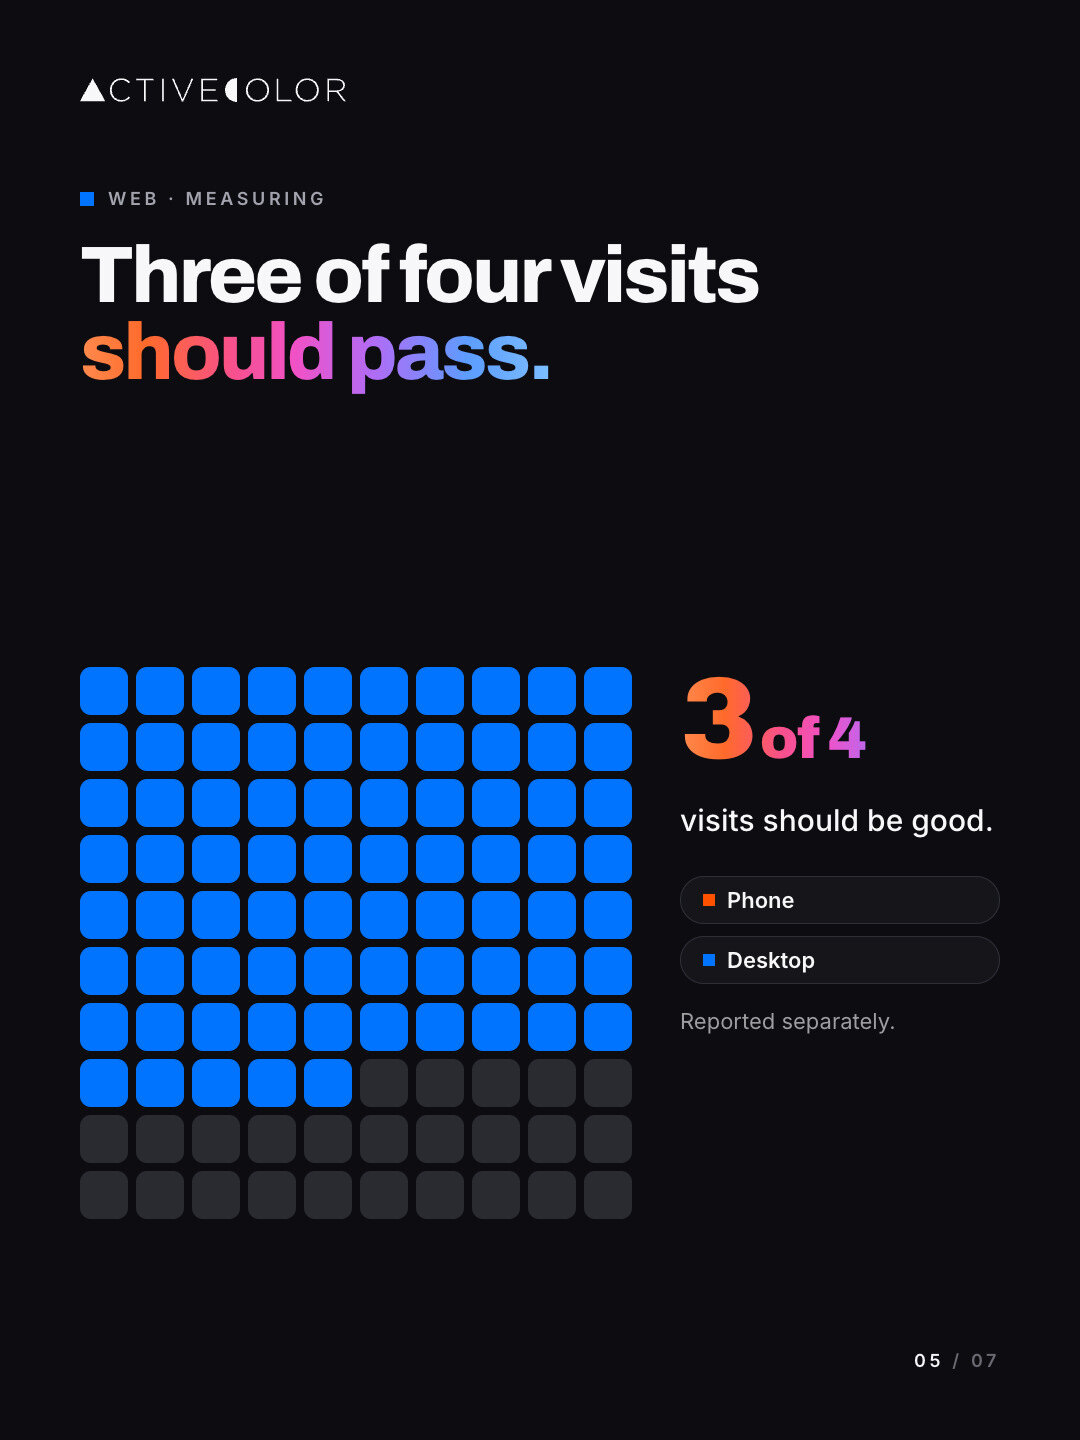 ACTIVECOLOR
WEB · MEASURING
Three of four visits
should pass.
3 of 4
visits should be good.
Phone
Desktop
Reported separately.
05 / 07